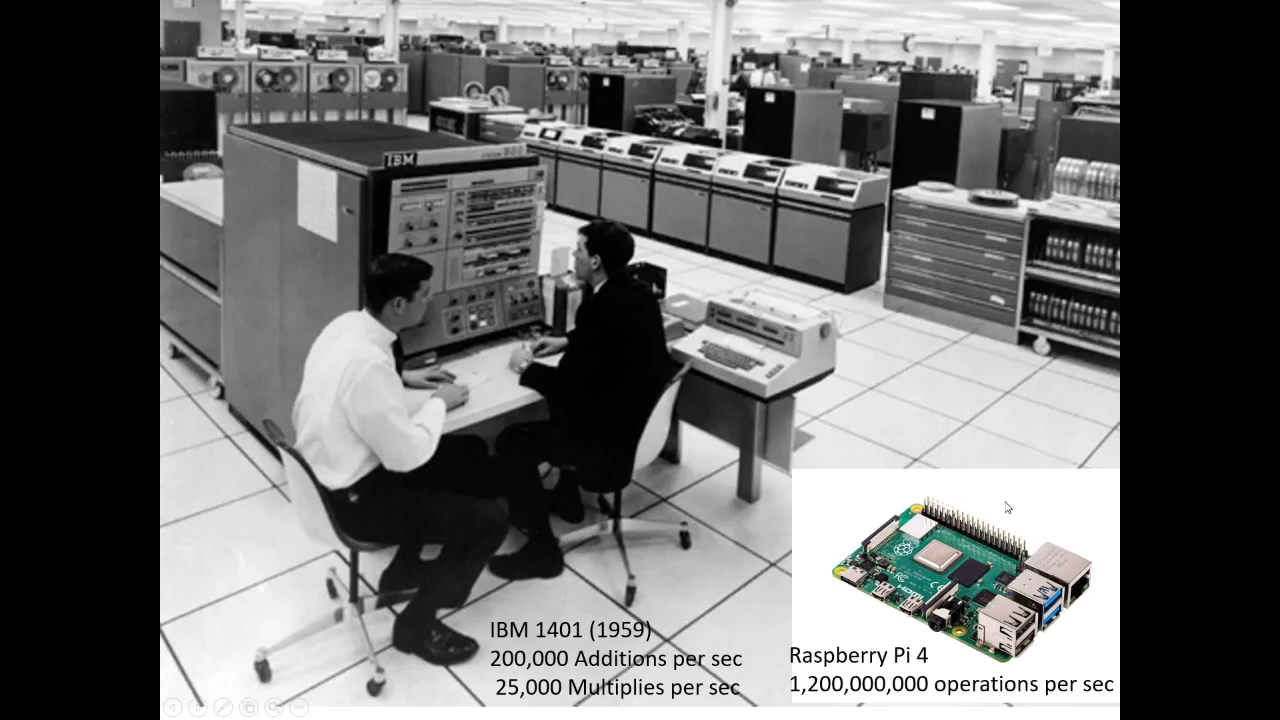 IBM
IBM 1401 (1959)
200,000 Additions per sec
25,000 Multiplies per sec
HDMI
Raspberry Pi 4
1,200,000,000 operations per sec